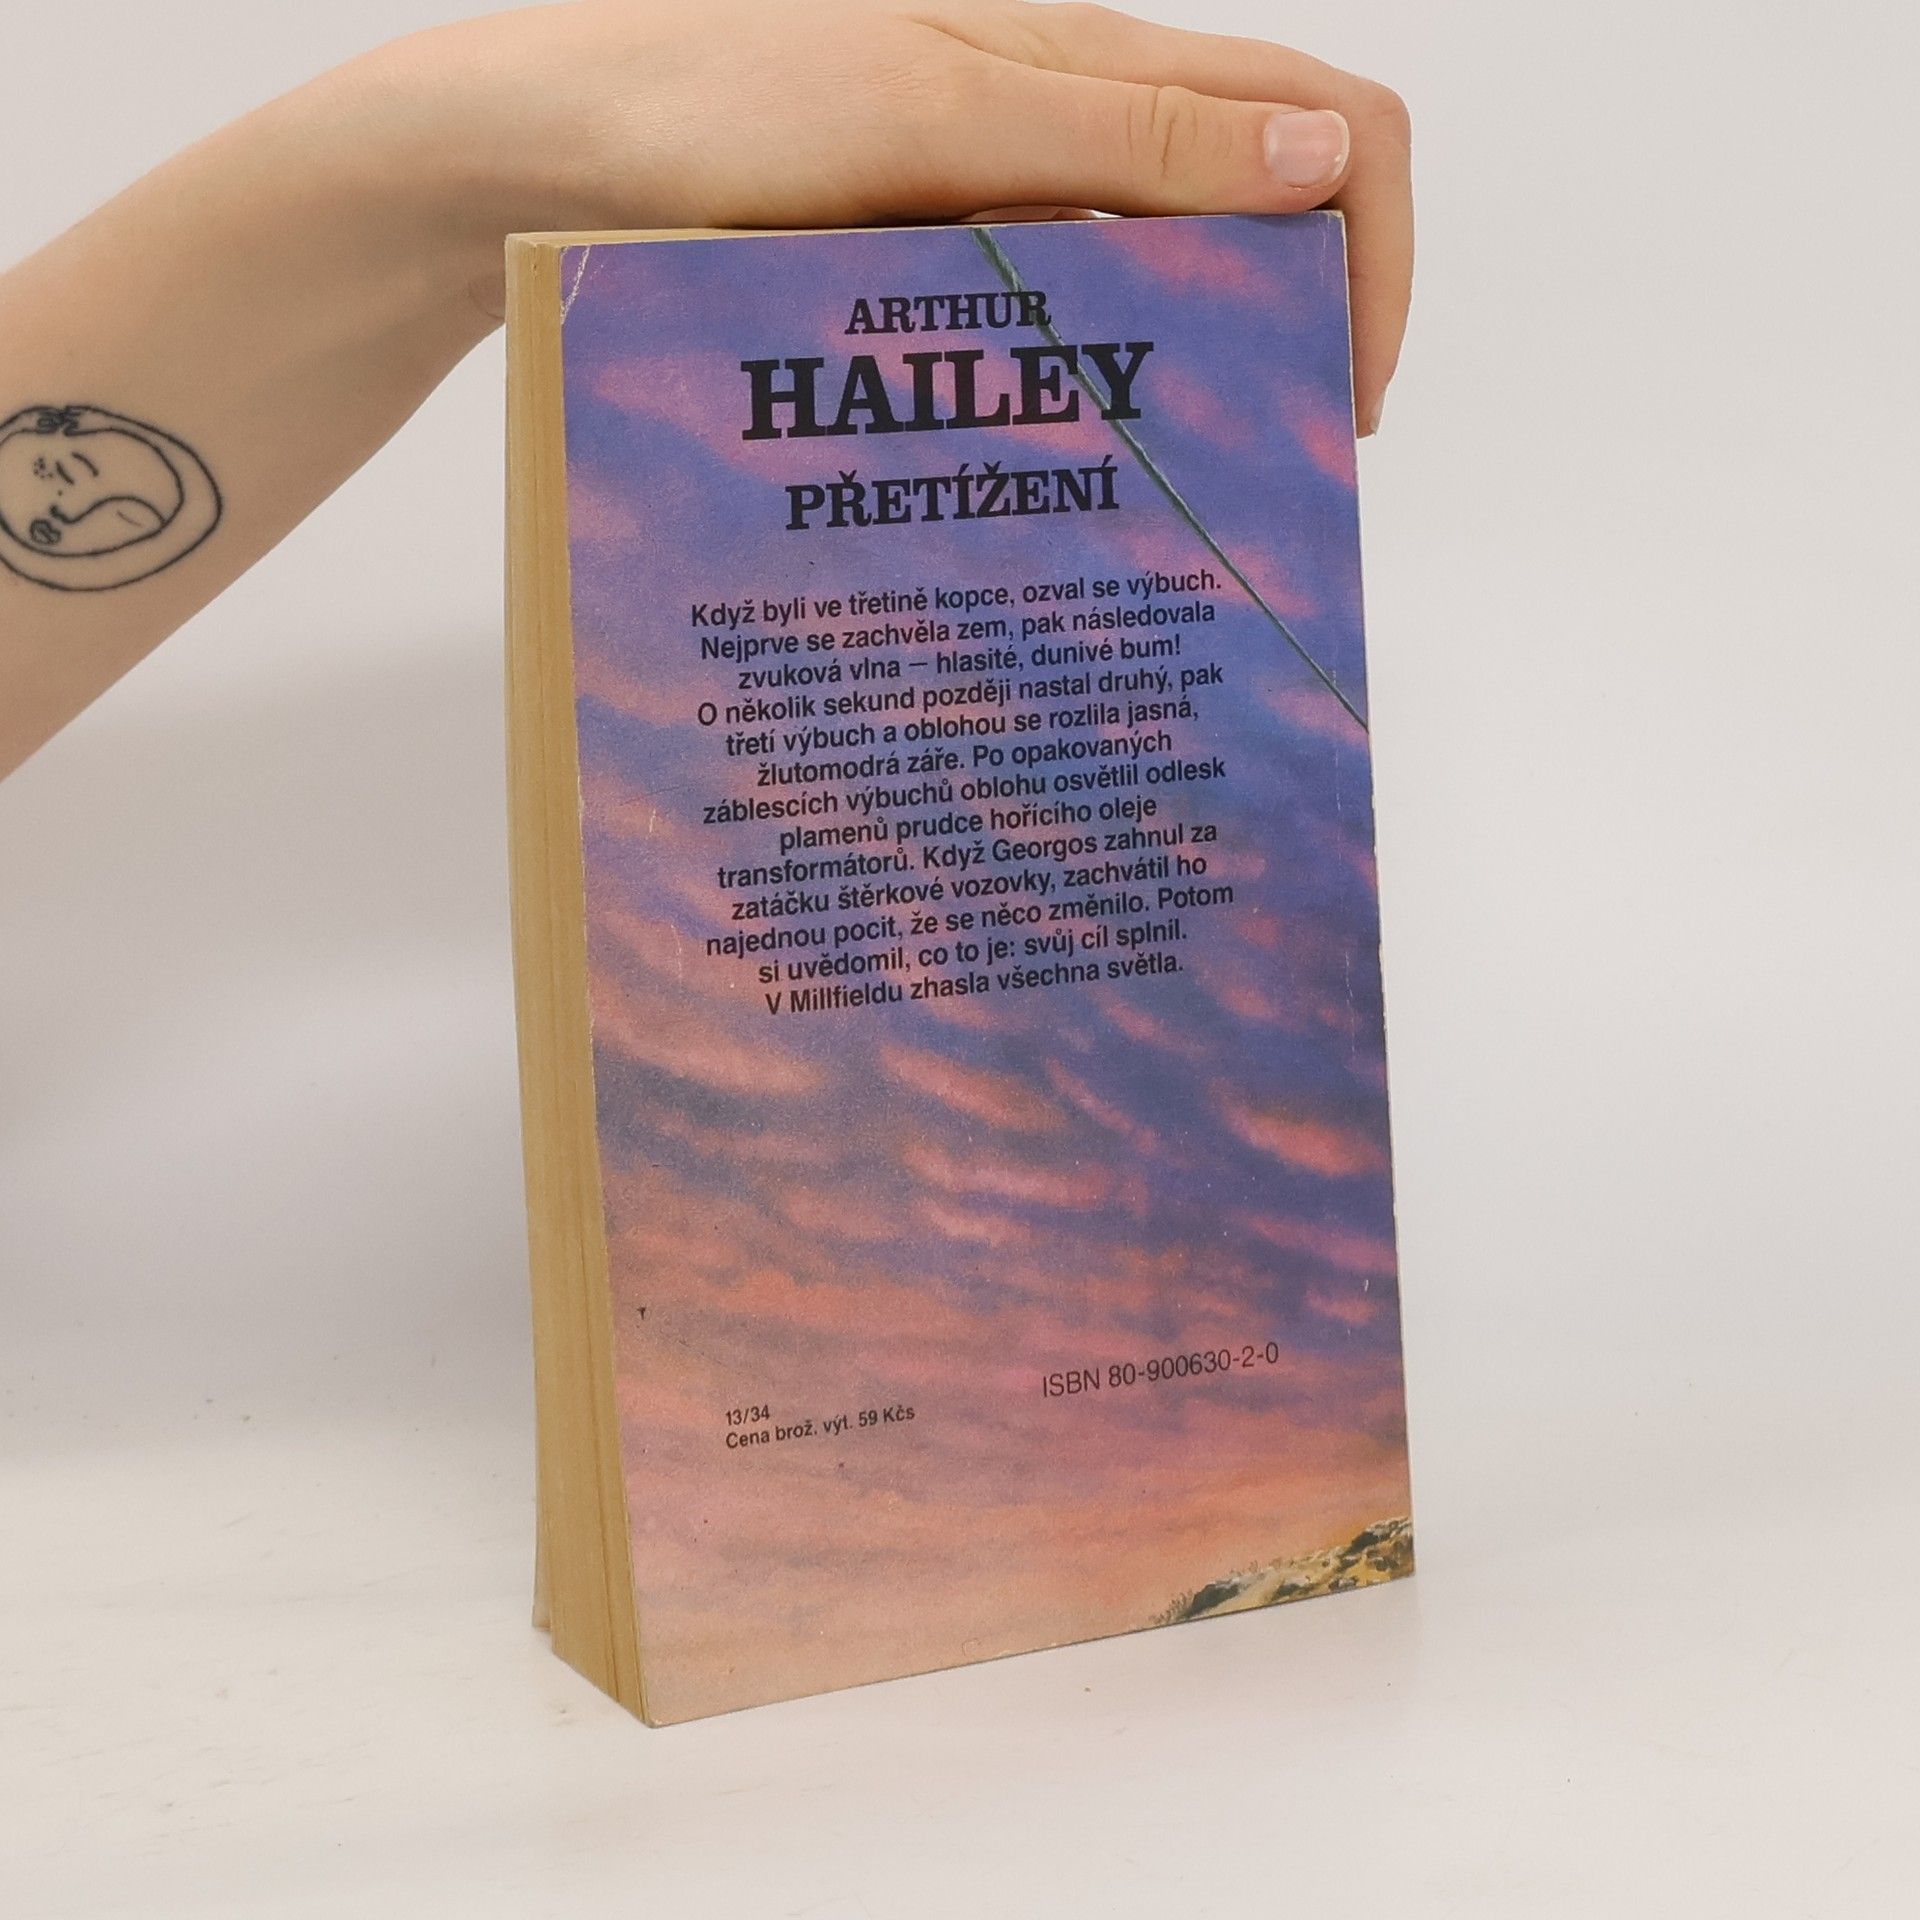 ARTHUR
HAILEY
PŘETÍŽENÍ
Když byli ve třetině kopce, ozval se výbuch.
Nejprve se zachvěla zem, pak následovala
zvuková vlna – hlasité, dunivé bum!
O několik sekund později nastal druhý, pak
třetí výbuch a oblohou se rozlila jasná,
žlutomodrá záře. Po opakovaných
záblescích výbuchů oblohu osvětlil odlesk
plamenů prudce hořícího oleje
transformátorů. Když Georgos zahnul za
zatáčku štěrkové vozovky, zachvátil ho
najednou pocit, že se něco změnilo. Potom
si uvědomil, co to je: svůj cíl splnil.
V Millfieldu zhasla všechna světla.
ISBN 80-900630-2-0
13/34
Cena brož. výt. 59 Kčs